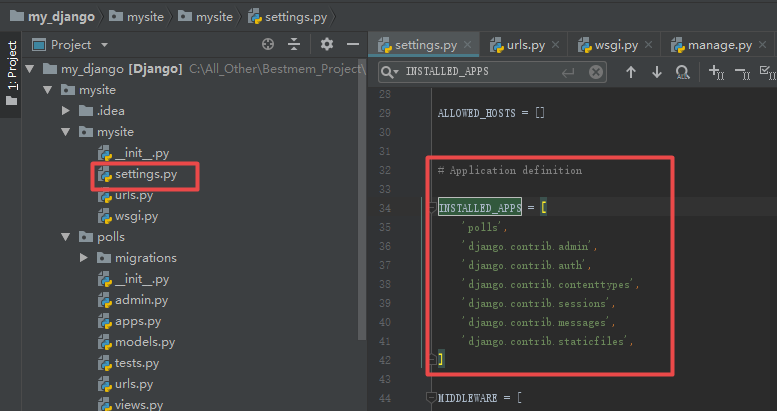 my_django mysite mysite settings.py
1: Project
Project
settings.py urls.py wsgi.py manage.py
my_django [Django] C:\All_Other\Bestmem_Project\
mysite
.idea
mysite
__init__.py
settings.py
urls.py
wsgi.py
polls
migrations
__init__.py
admin.py
apps.py
models.py
tests.py
urls.py
views.py
INSTALLED_APPS
28
29 ALLOWED_HOSTS = []
30
31
32 # Application definition
33
34 INSTALLED_APPS = [
35 'polls',
36 'django.contrib.admin',
37 'django.contrib.auth',
38 'django.contrib.contenttypes',
39 'django.contrib.sessions',
40 'django.contrib.messages',
41 'django.contrib.staticfiles',
42 ]
43
44 MIDDLEWARE = [